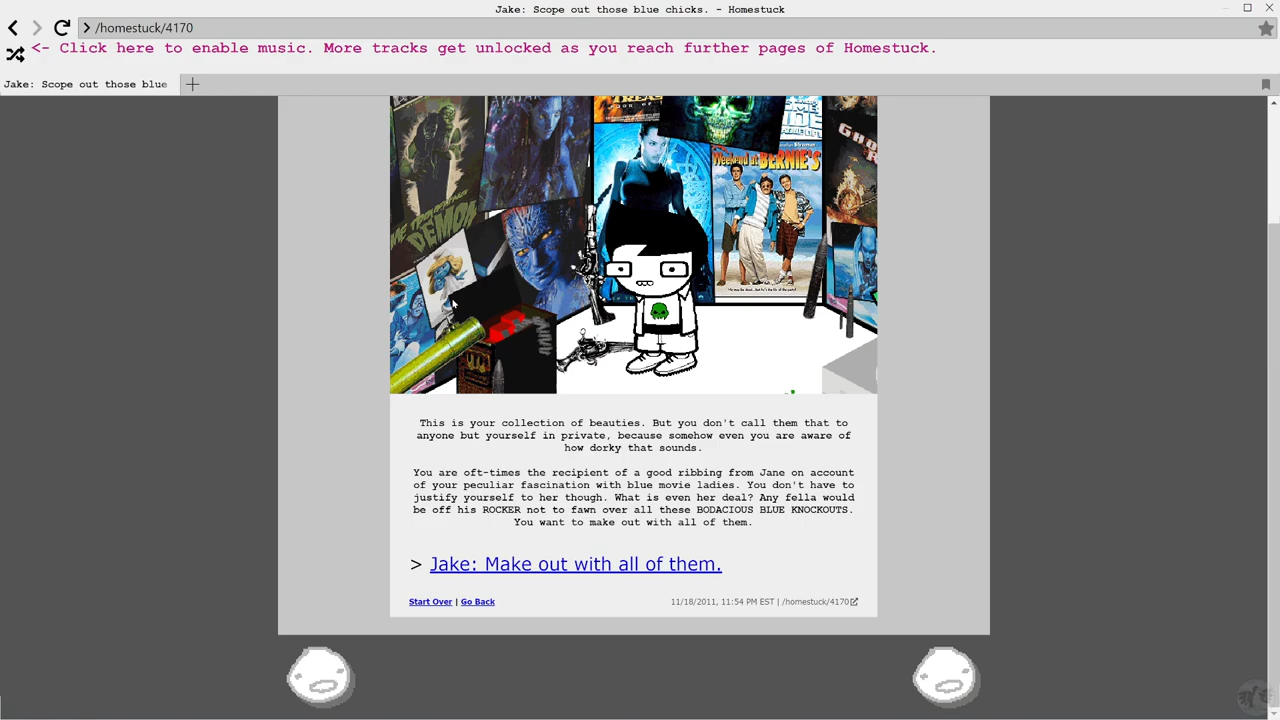 Jake: Scope out those blue chicks. - Homestuck
/homestuck/4170
<- Click here to enable music. More tracks get unlocked as you reach further pages of Homestuck.
Jake: Scope out those blue
Weekend at BERNIE'S
DEMON
This is your collection of beauties. But you don't call them that to
anyone but yourself in private, because somehow even you are aware of
how dorky that sounds.
You are oft-times the recipient of a good ribbing from Jane on account
of your peculiar fascination with blue movie ladies. You don't have to
justify yourself to her though. What is even her deal? Any fella would
be off his ROCKER not to fawn over all these BODACIOUS BLUE KNOCKOUTS.
You want to make out with all of them.
> Jake: Make out with all of them.
Start Over | Go Back
11/18/2011, 11:54 PM EST | /homestuck/4170